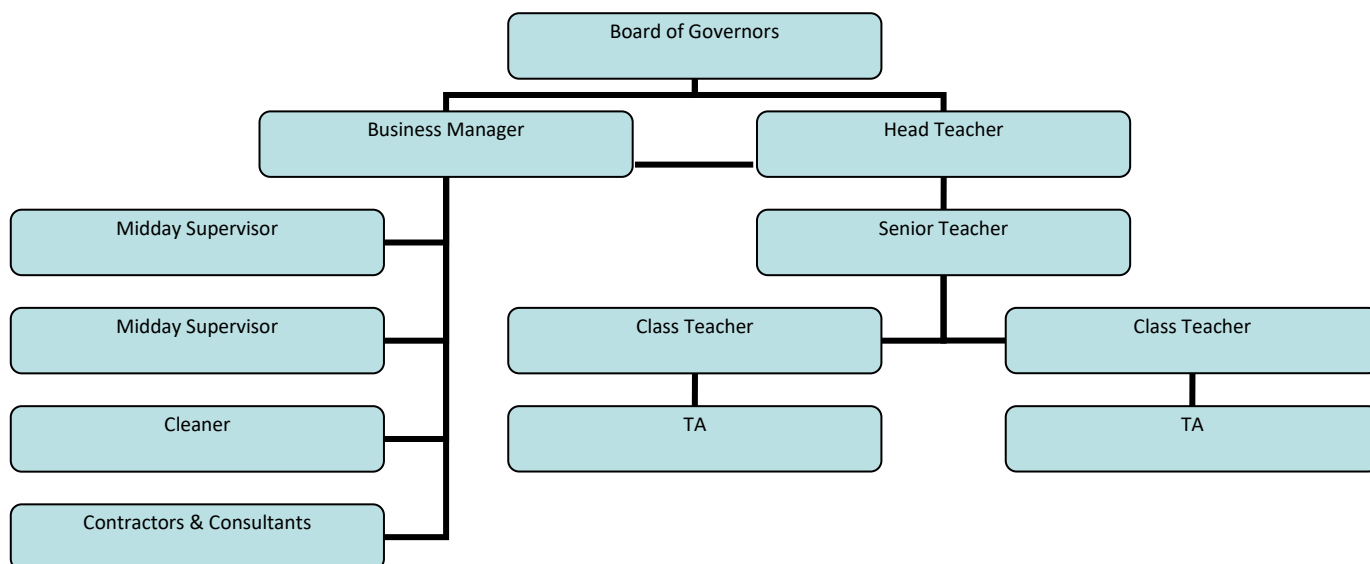 Board of Governors
Business Manager
Head Teacher
Midday Supervisor
Senior Teacher
Midday Supervisor
Class Teacher
Class Teacher
Cleaner
TA
TA
Contractors & Consultants